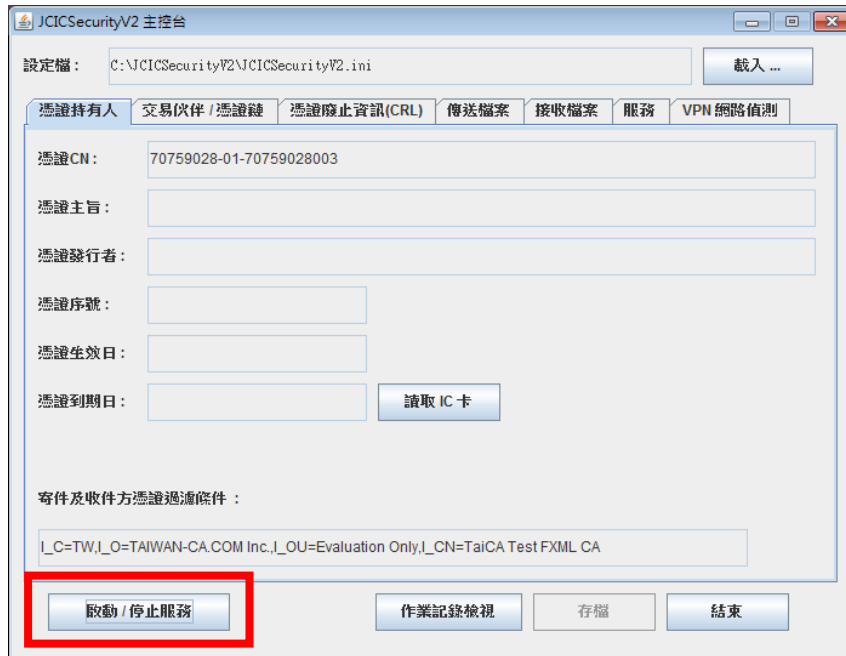 JCICSecurityV2 主控台
設定檔： C:\JCICSecurityV2\JCICSecurityV2.ini 載入 ...
憑證持有人 交易伙伴 / 憑證鏈 憑證廢止資訊(CRL) 傳送檔案 接收檔案 服務 VPN 網路偵測
憑證CN： 70759028-01-70759028003
憑證主旨：
憑證發行者：
憑證序號：
憑證生效日：
憑證到期日： 讀取 IC 卡
寄件及收件方憑證過濾條件 ：
I_C=TW,I_O=TAIWAN-CA.COM Inc.,I_OU=Evaluation Only,I_CN=TaiCA Test FXML CA
啟動 / 停止服務 作業記錄檢視 存檔 結束